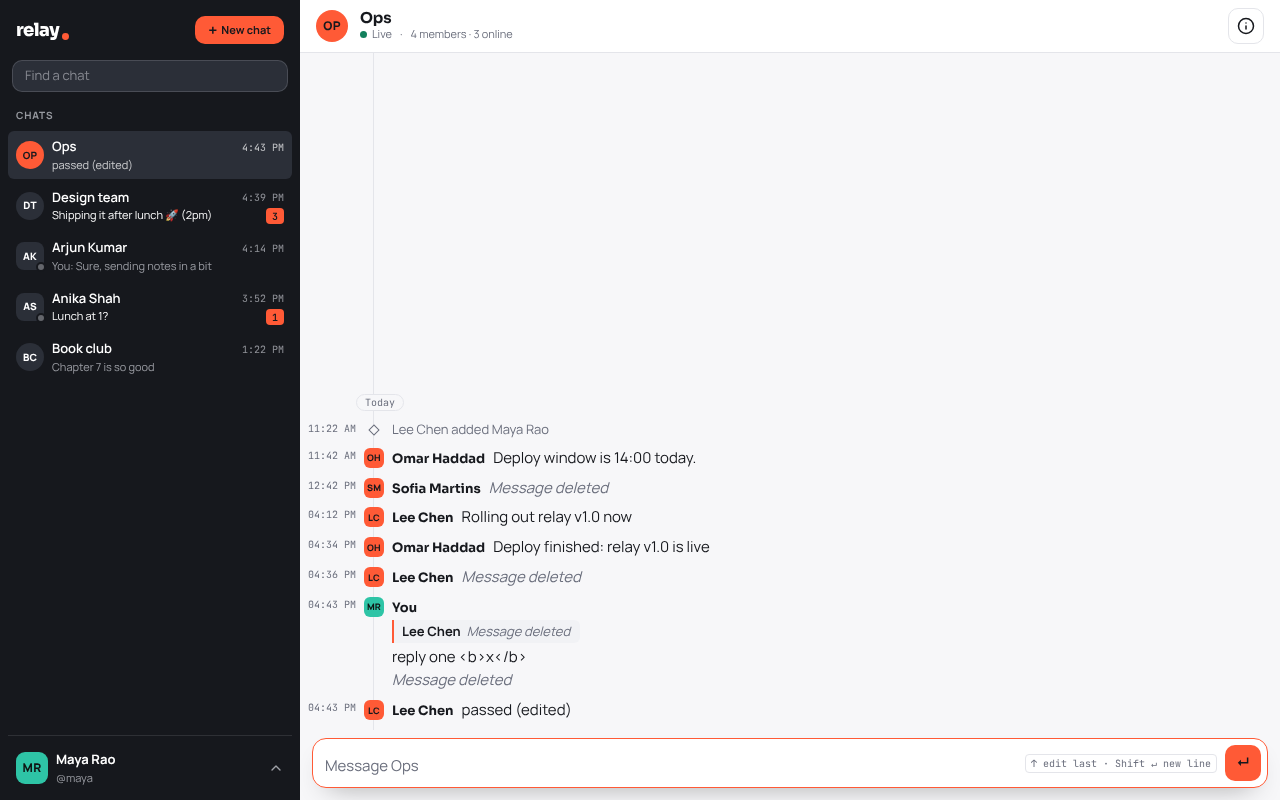 relay.
+ New chat
Find a chat
CHATS
OP
Ops
4:43 PM
passed (edited)
DT
Design team
4:39 PM
Shipping it after lunch 🚀 (2pm)
3
AK
Arjun Kumar
4:14 PM
You: Sure, sending notes in a bit
AS
Anika Shah
3:52 PM
Lunch at 1?
1
BC
Book club
1:22 PM
Chapter 7 is so good
MR
Maya Rao
@maya
OP
Ops
Live · 4 members · 3 online
Today
11:22 AM Lee Chen added Maya Rao
11:42 AM OH Omar Haddad Deploy window is 14:00 today.
12:42 PM SM Sofia Martins Message deleted
04:12 PM LC Lee Chen Rolling out relay v1.0 now
04:34 PM OH Omar Haddad Deploy finished: relay v1.0 is live
04:36 PM LC Lee Chen Message deleted
04:43 PM MR You
Lee Chen Message deleted
reply one <b>x</b>
Message deleted
04:43 PM LC Lee Chen passed (edited)
Message Ops
↑ edit last · Shift ↵ new line